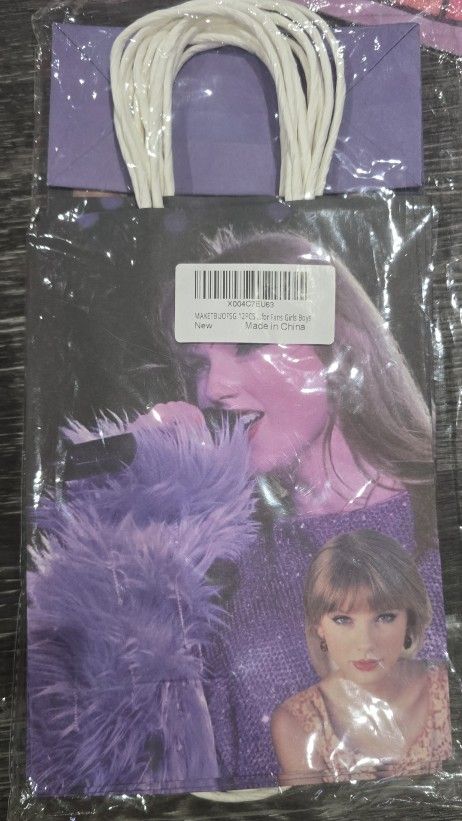 X004C7EU63
MAKETBUDTSG 12PCS ...for Fans Girls Boys
New Made in China